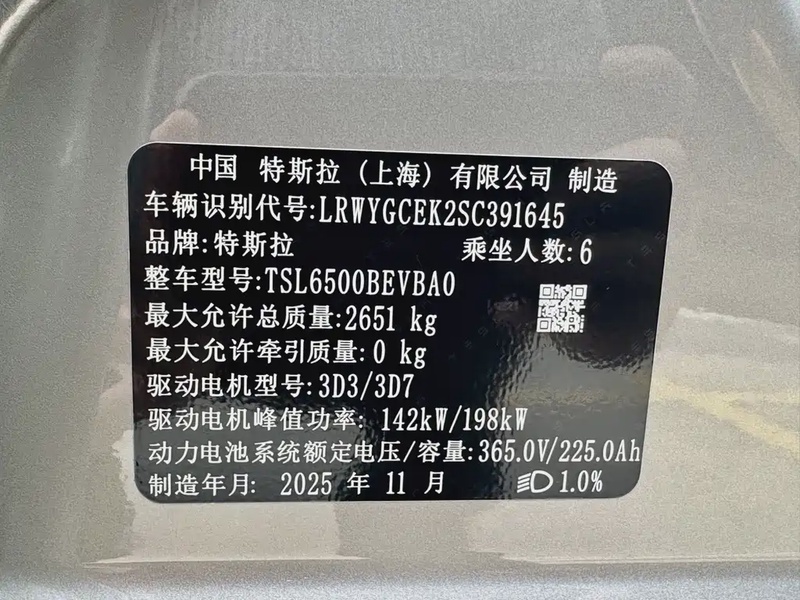 中国 特斯拉 (上海) 有限公司 制造
车辆识别代号:LRWYGCEK2SC391645
品牌:特斯拉 乘坐人数:6
整车型号:TSL6500BEVBA0
最大允许总质量:2651 kg
最大允许牵引质量:0 kg
驱动电机型号:3D3/3D7
驱动电机峰值功率: 142kW/198kW
动力电池系统额定电压/容量:365.0V/225.0Ah
制造年月: 2025 年 11 月 1.0%